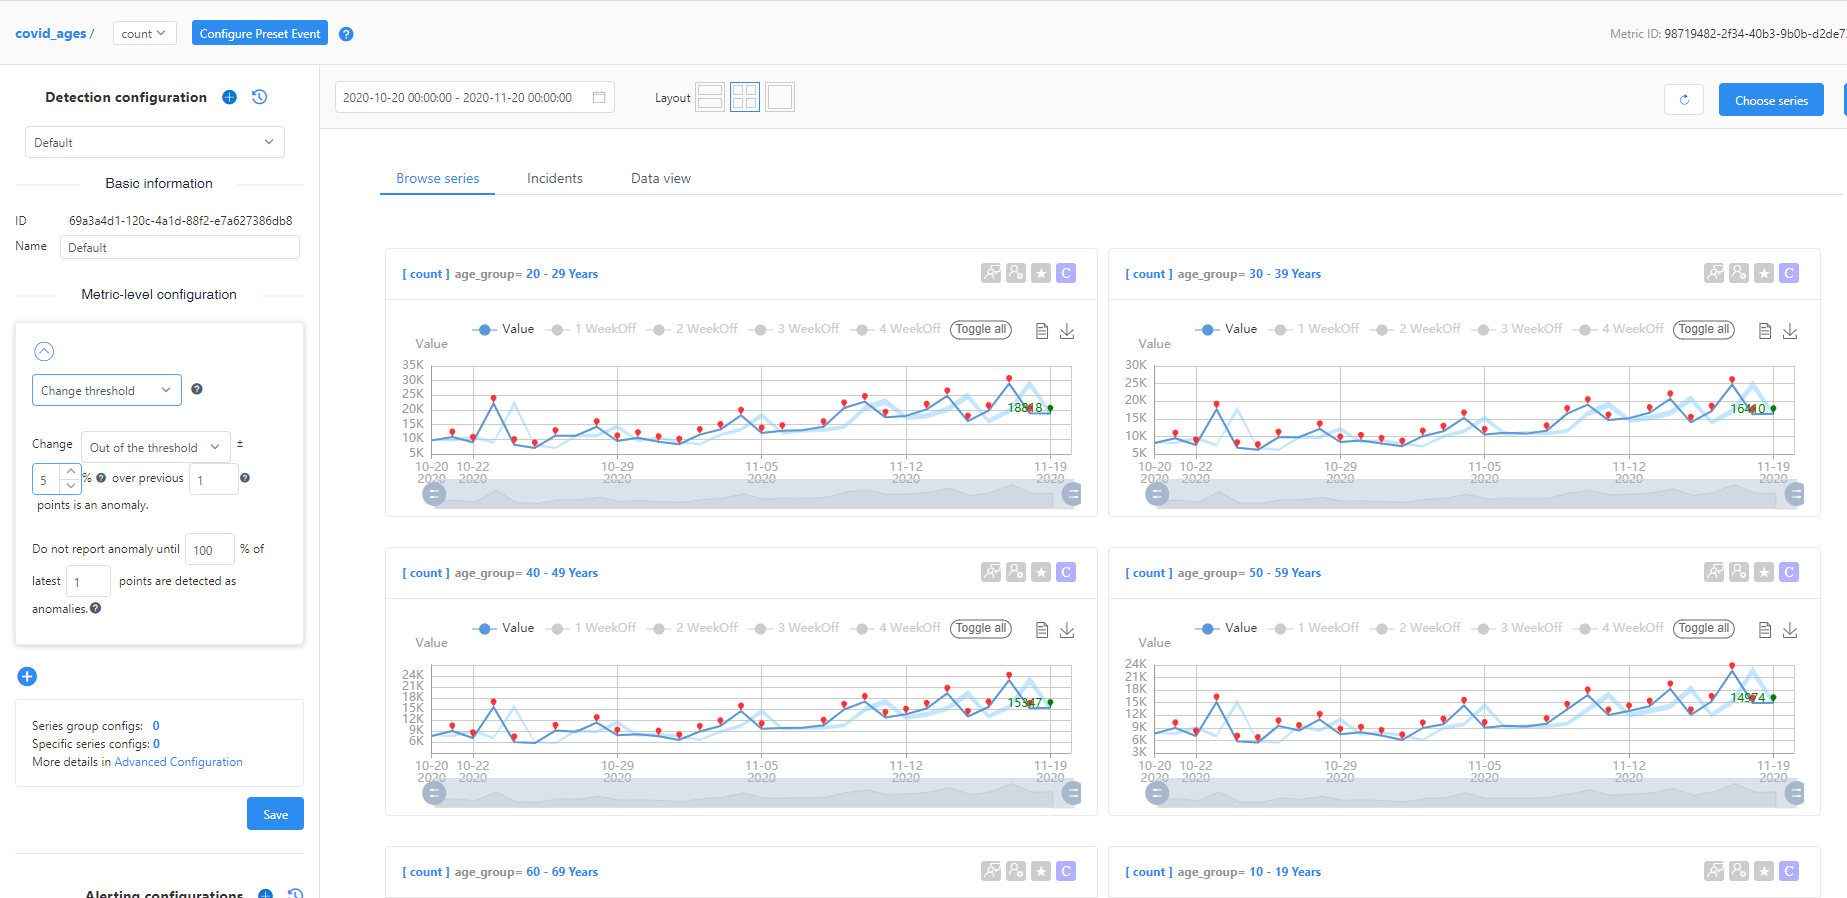 covid_ages /
count
Configure Preset Event
?
Metric ID: 98719482-2f34-40b3-9b0b-d2de7
Detection configuration
2020-10-20 00:00:00 - 2020-11-20 00:00:00
Layout
Choose series
Default
Basic information
ID 69a3a4d1-120c-4a1d-88f2-e7a627386db8
Name Default
Metric-level configuration
Change threshold
?
Change Out of the threshold ±
5 % ? over previous 1 ?
points is an anomaly.
Do not report anomaly until 100 % of
latest 1 points are detected as
anomalies. ?
Series group configs: 0
Specific series configs: 0
More details in Advanced Configuration
Save
Alerting configurations
Browse series Incidents Data view
[ count ] age_group= 20 - 29 Years
C
Value 1 WeekOff 2 WeekOff 3 WeekOff 4 WeekOff Toggle all
Value
35K
30K
25K
20K
15K
10K
5K
18818
10-20 10-22 10-29 11-05 11-12 11-19
2020 2020 2020 2020 2020 2020
[ count ] age_group= 30 - 39 Years
C
Value 1 WeekOff 2 WeekOff 3 WeekOff 4 WeekOff Toggle all
Value
30K
25K
20K
15K
10K
5K
16410
10-20 10-22 10-29 11-05 11-12 11-19
2020 2020 2020 2020 2020 2020
[ count ] age_group= 40 - 49 Years
C
Value 1 WeekOff 2 WeekOff 3 WeekOff 4 WeekOff Toggle all
Value
24K
21K
18K
15K
12K
9K
6K
15347
10-20 10-22 10-29 11-05 11-12 11-19
2020 2020 2020 2020 2020 2020
[ count ] age_group= 50 - 59 Years
C
Value 1 WeekOff 2 WeekOff 3 WeekOff 4 WeekOff Toggle all
Value
24K
21K
18K
15K
12K
9K
6K
3K
14974
10-20 10-22 10-29 11-05 11-12 11-19
2020 2020 2020 2020 2020 2020
[ count ] age_group= 60 - 69 Years
C
[ count ] age_group= 10 - 19 Years
C